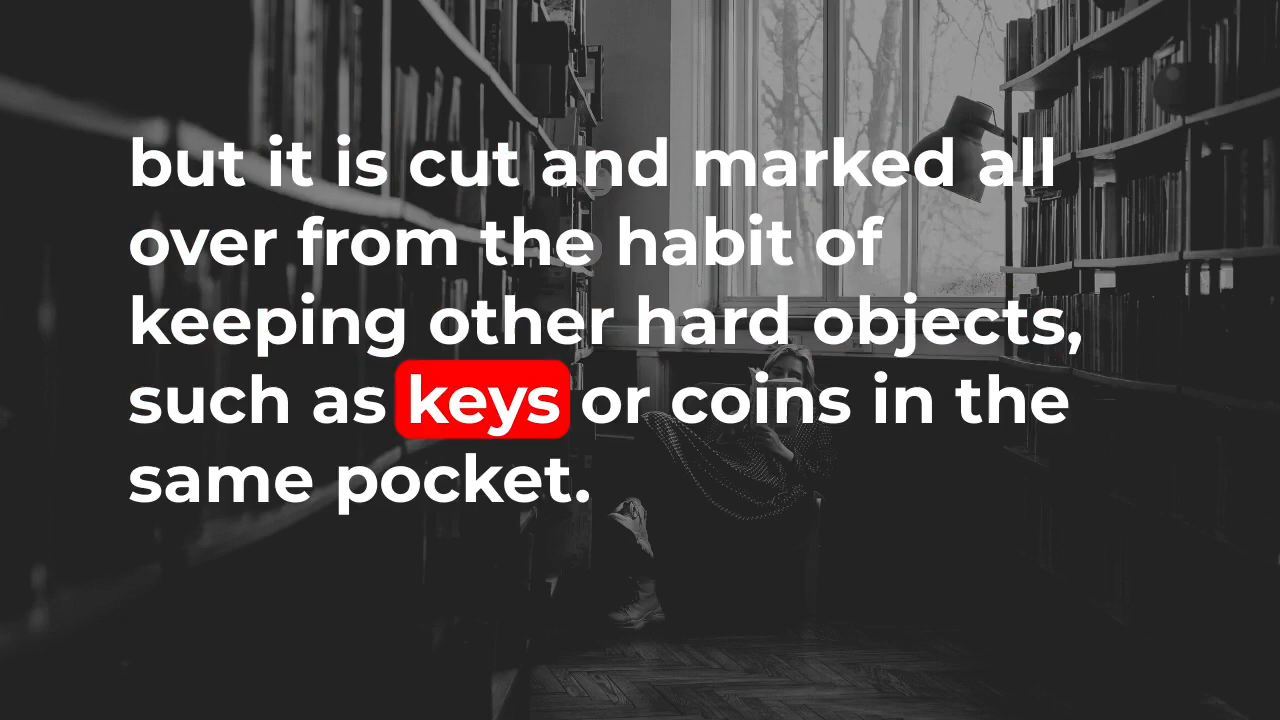 but it is cut and marked all
over from the habit of
keeping other hard objects,
such as keys or coins in the
same pocket.